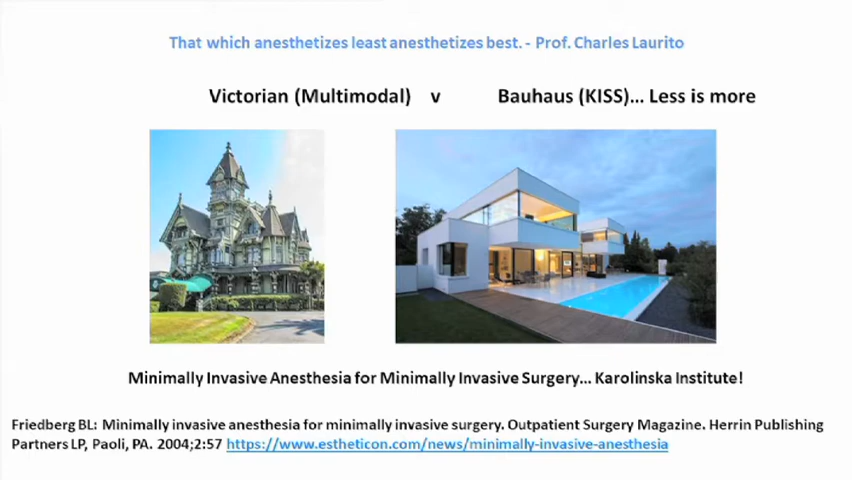 That which anesthetizes least anesthetizes best. - Prof. Charles Laurito
Victorian (Multimodal) v Bauhaus (KISS)... Less is more
Minimally Invasive Anesthesia for Minimally Invasive Surgery... Karolinska Institute!
Friedberg BL: Minimally invasive anesthesia for minimally invasive surgery. Outpatient Surgery Magazine. Herrin Publishing
Partners LP, Paoli, PA. 2004;2:57 https://www.estheticon.com/news/minimally-invasive-anesthesia